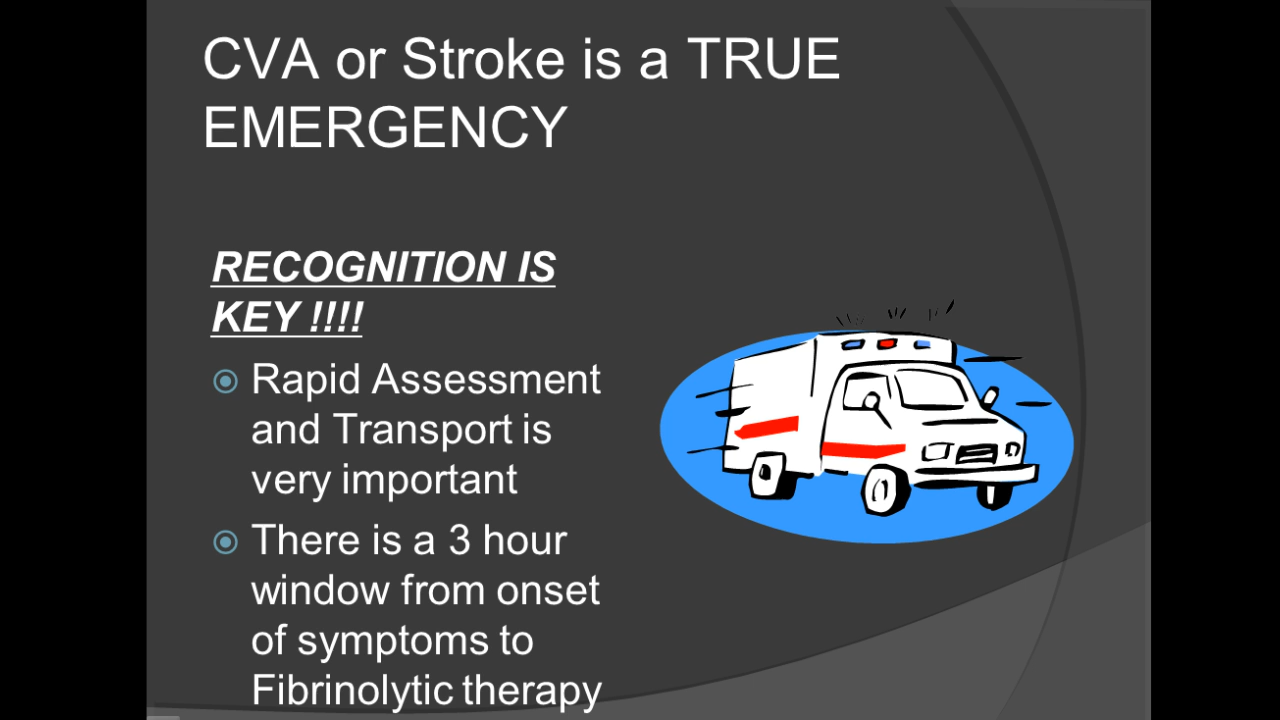 CVA or Stroke is a TRUE
EMERGENCY
RECOGNITION IS
KEY !!!!
Rapid Assessment
and Transport is
very important
There is a 3 hour
window from onset
of symptoms to
Fibrinolytic therapy